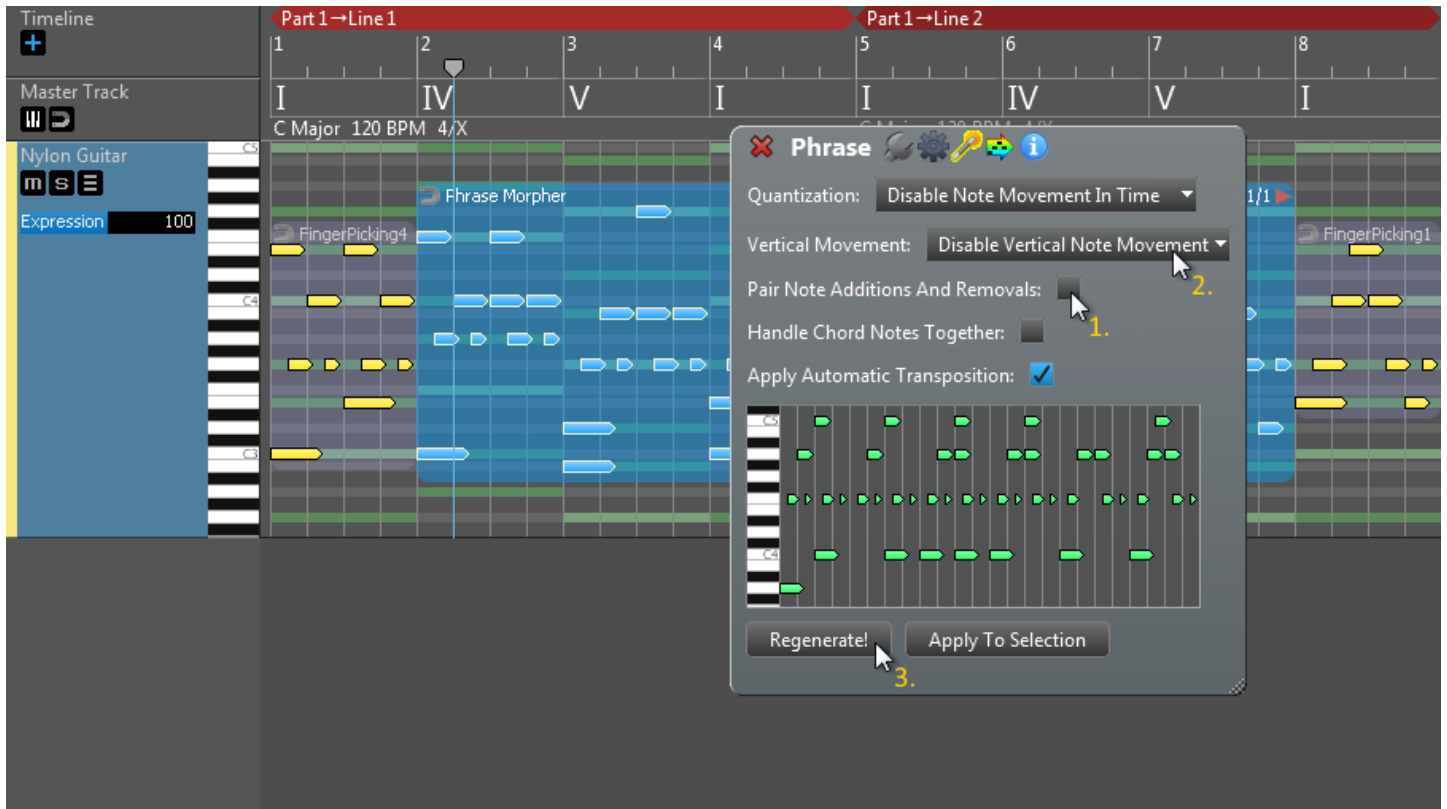 Timeline
Part 1→Line 1
Part 1→Line 2
1 2 3 4 5 6 7 8
Master Track
I IV V I I IV V I
C Major 120 BPM 4/X
Nylon Guitar
C5
m s
Expression 100
FingerPicking4
Phrase Morpher
1/1
FingerPicking1
C4
C3
Phrase
Quantization: Disable Note Movement In Time
Vertical Movement: Disable Vertical Note Movement
2.
Pair Note Additions And Removals:
1.
Handle Chord Notes Together:
Apply Automatic Transposition:
C5
C4
Regenerate! Apply To Selection
3.